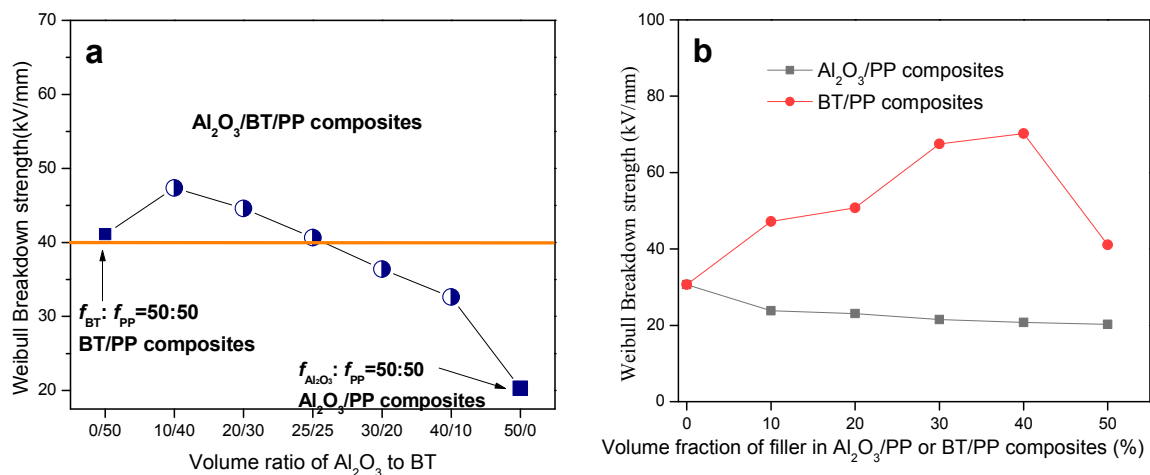 a
Al₂O₃/BT/PP composites
Weibull Breakdown strength(kV/mm)
70
60
50
40
30
20
f_BT: f_PP=50:50
BT/PP composites
f_Al₂O₃: f_PP=50:50
Al₂O₃/PP composites
0/50 10/40 20/30 25/25 30/20 40/10 50/0
Volume ratio of Al₂O₃ to BT
b
Al₂O₃/PP composites
BT/PP composites
Weibull Breakdown strength (kV/mm)
100
80
60
40
20
0
0 10 20 30 40 50
Volume fraction of filler in Al₂O₃/PP or BT/PP composites (%)